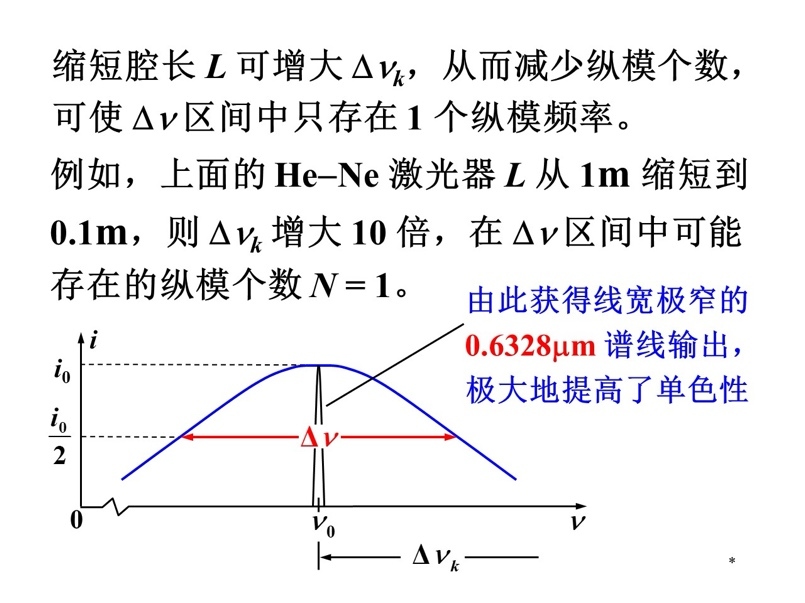 缩短腔长 L 可增大 Δν_k，从而减少纵模个数，
可使 Δν 区间中只存在 1 个纵模频率。
例如，上面的 He–Ne 激光器 L 从 1m 缩短到
0.1m，则 Δν_k 增大 10 倍，在 Δν 区间中可能
存在的纵模个数 N = 1。
由此获得线宽极窄的
0.6328μm 谱线输出，
极大地提高了单色性
i
i₀
i₀
2
Δν
0
ν₀
ν
Δν_k
*